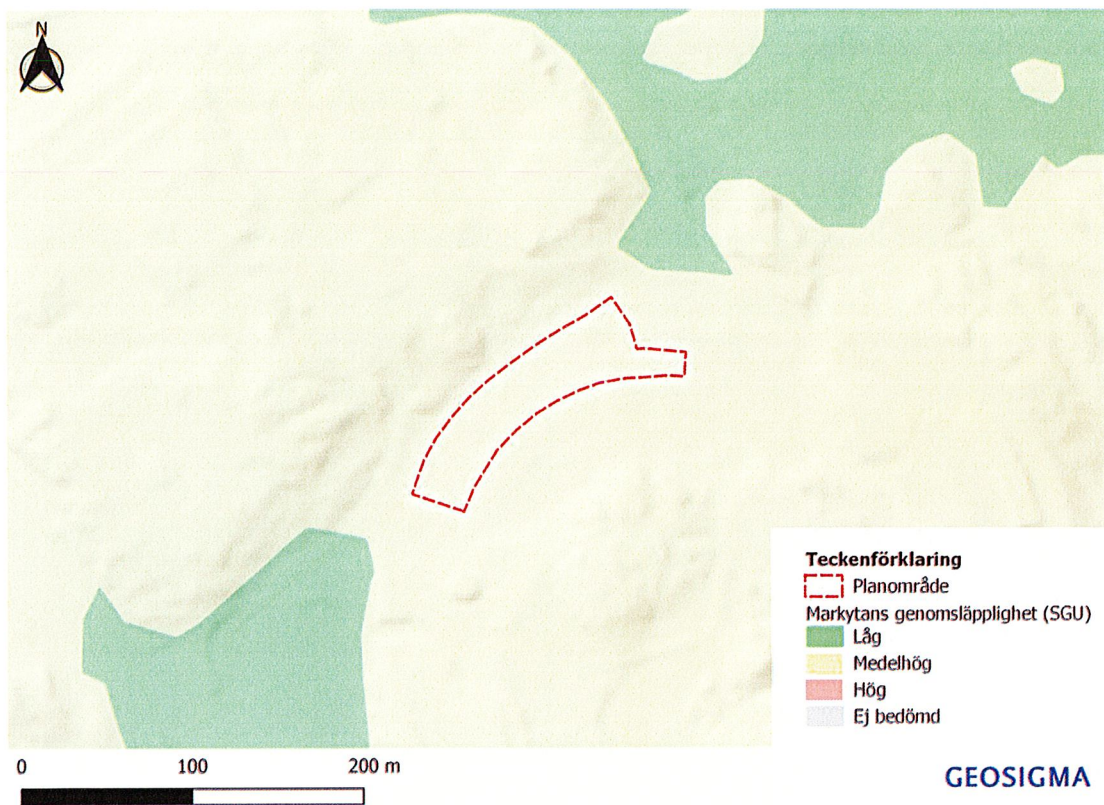 N
Teckenförklaring
Planområde
Markytans genomsläpplighet (SGU)
Låg
Medelhög
Hög
Ej bedömd
0 100 200 m
GEOSIGMA